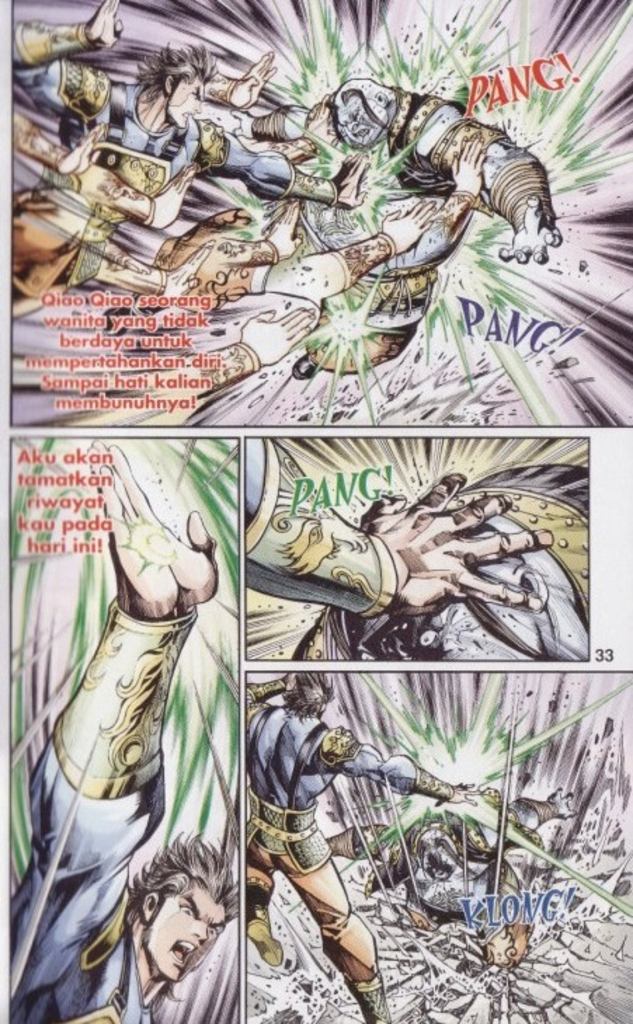 PANG!
PANG!
Qiao Qiao seorang
wanita yang tidak
berdaya untuk
mempertahankan diri.
Sampai hati kalian
membunuhnya!
Aku akan
tamatkan
riwayat
kau pada
hari ini!
PANG!
33
KLONG!